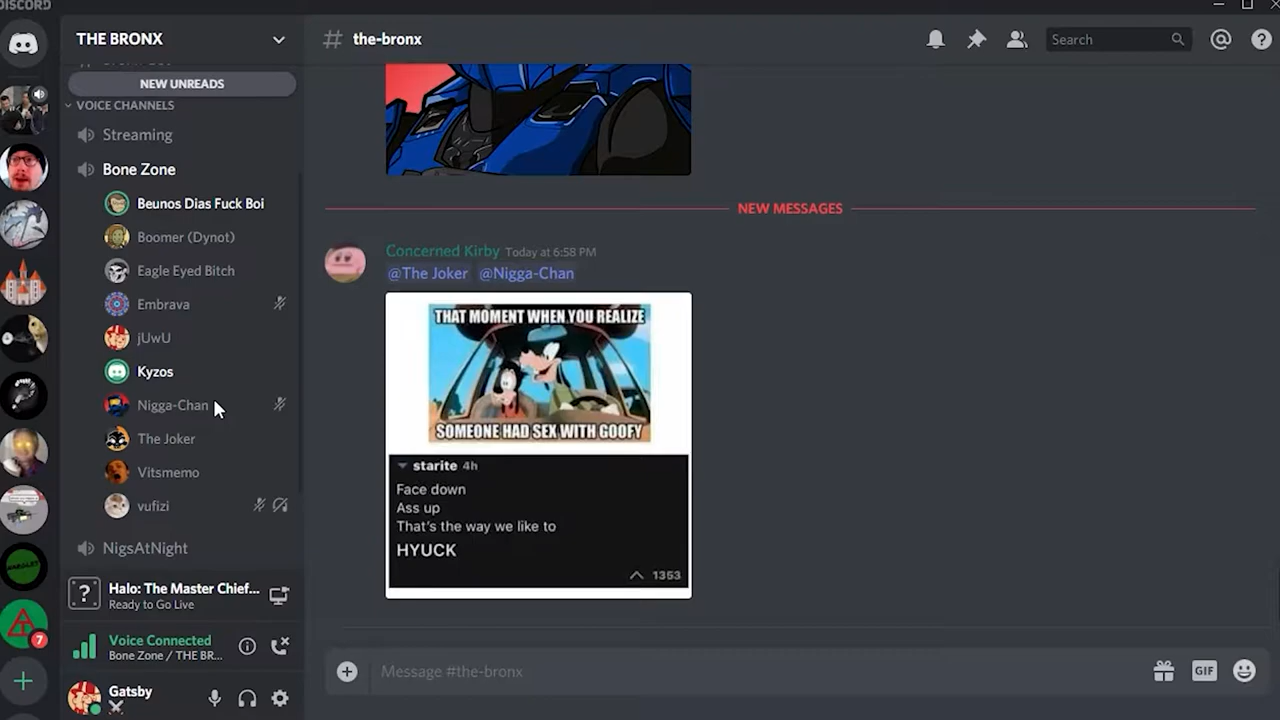 DISCORD
THE BRONX
# the-bronx
Search
NEW UNREADS
VOICE CHANNELS
Streaming
Bone Zone
Beunos Dias Fuck Boi
Boomer (Dynot)
Eagle Eyed Bitch
Embrava
jUwU
Kyzos
Nigga-Chan
The Joker
Vitsmemo
vufizi
NigsAtNight
Halo: The Master Chief...
Ready to Go Live
Voice Connected
Bone Zone / THE BR...
Gatsby
7
NEW MESSAGES
Concerned Kirby Today at 6:58 PM
@The Joker @Nigga-Chan
THAT MOMENT WHEN YOU REALIZE
SOMEONE HAD SEX WITH GOOFY
starite 4h
Face down
Ass up
That's the way we like to
HYUCK
1353
Message #the-bronx
GIF